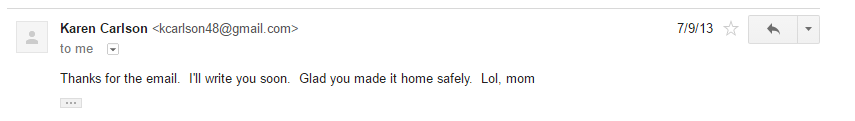 Karen Carlson <kcarlson48@gmail.com> 7/9/13
to me
Thanks for the email.  I'll write you soon.  Glad you made it home safely.  Lol, mom
...